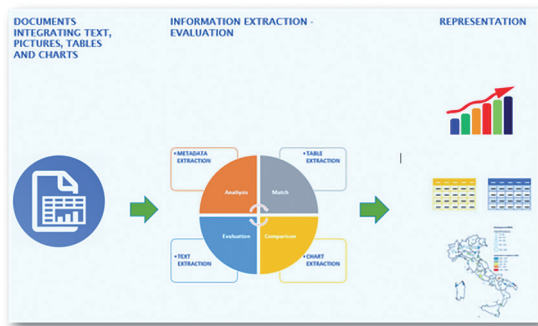 DOCUMENTS
INTEGRATING TEXT,
PICTURES, TABLES
AND CHARTS
INFORMATION EXTRACTION -
EVALUATION
REPRESENTATION
• METADATA
EXTRACTION
• TABLE
EXTRACTION
Analysis
Match
Evaluation
Comparison
• TEXT
EXTRACTION
• CHART
EXTRACTION